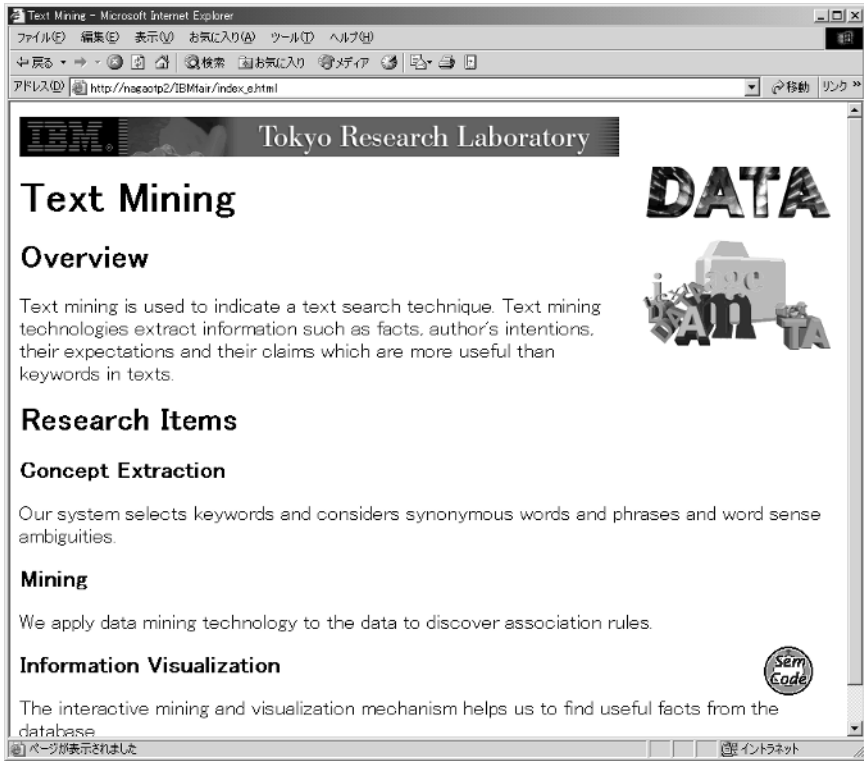 Text Mining - Microsoft Internet Explorer
ファイル(F) 編集(E) 表示(V) お気に入り(A) ツール(T) ヘルプ(H)
戻る 検索 お気に入り メディア
アドレス(D) http://nagaotp2/IBMfair/index_e.html 移動 リンク »
IBM Tokyo Research Laboratory
DATA
Text Mining
Overview
Text mining is used to indicate a text search technique. Text mining
technologies extract information such as facts, author's intentions,
their expectations and their claims which are more useful than
keywords in texts.
Research Items
Concept Extraction
Our system selects keywords and considers synonymous words and phrases and word sense
ambiguities.
Mining
We apply data mining technology to the data to discover association rules.
Information Visualization
Sem
Code
The interactive mining and visualization mechanism helps us to find useful facts from the
database
ページが表示されました イントラネット